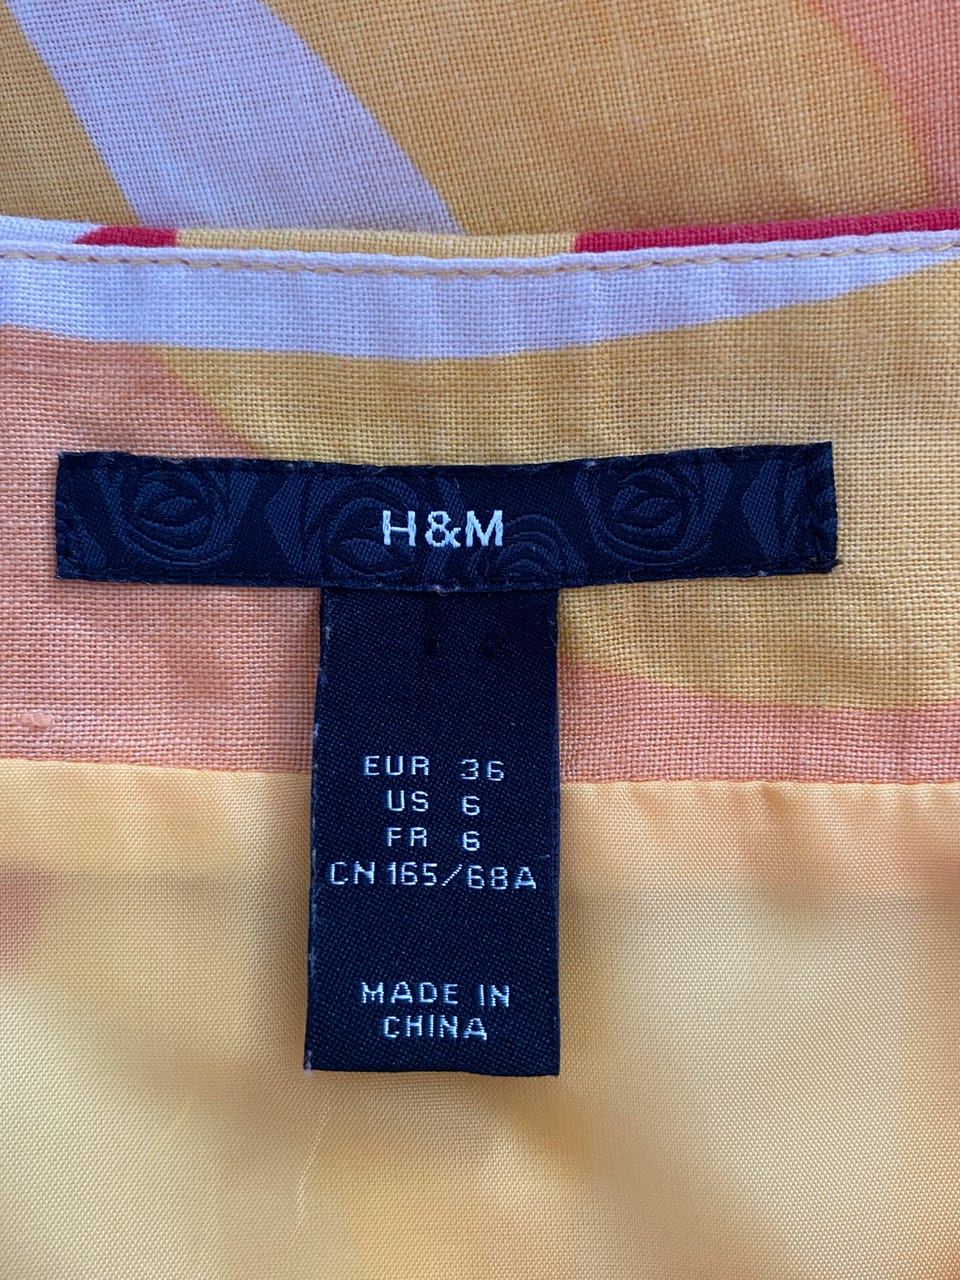 H&M
EUR 36
US 6
FR 6
CN 165/68A
MADE IN
CHINA